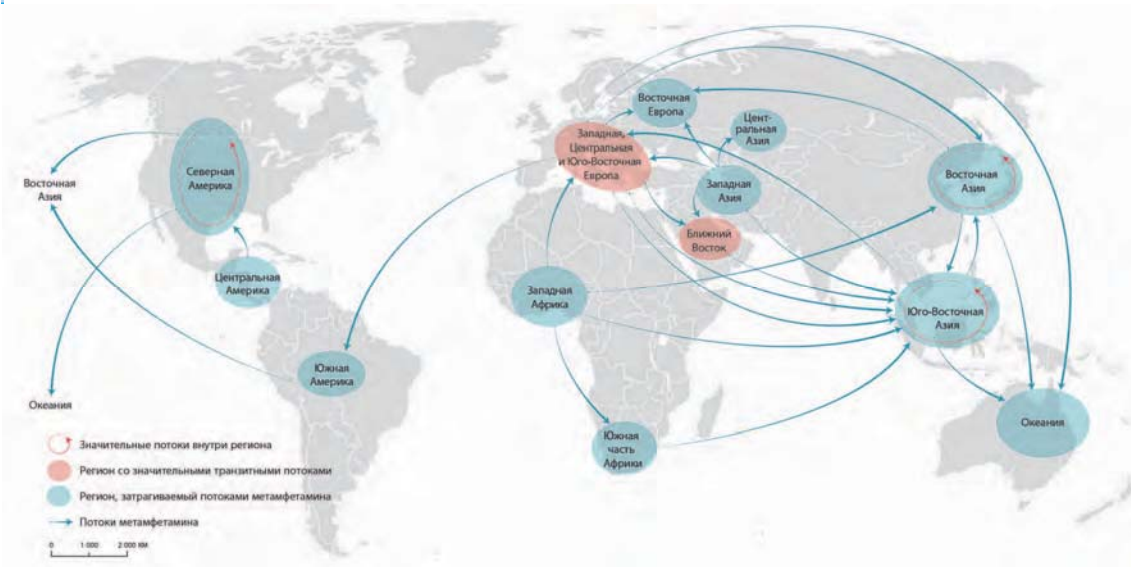 Восточная
Европа
Цент-
ральная
Азия
Западная,
Центральная
и Юго-Восточная
Европа
Северная
Америка
Восточная
Азия
Западная
Азия
Восточная
Азия
Ближний
Восток
Центральная
Америка
Западная
Африка
Юго-Восточная
Азия
Южная
Америка
Океания
Океания
Южная
часть
Африки
Значительные потоки внутри региона
Регион со значительными транзитными потоками
Регион, затрагиваемый потоками метамфетамина
Потоки метамфетамина
0 1 000 2 000 КМ